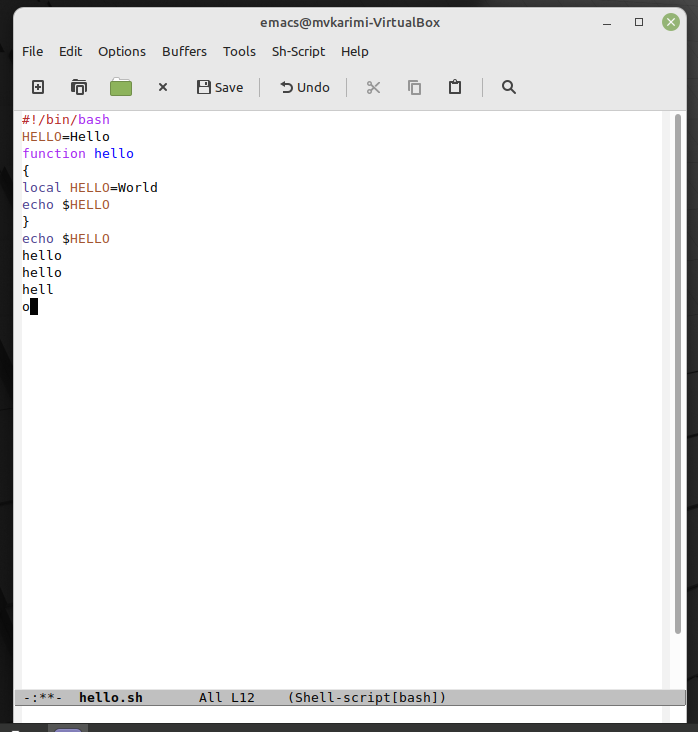 emacs@mvkarimi-VirtualBox
File Edit Options Buffers Tools Sh-Script Help
Save Undo
#!/bin/bash
HELLO=Hello
function hello
{
local HELLO=World
echo $HELLO
}
echo $HELLO
hello
hello
hell
o
-:**- hello.sh All L12 (Shell-script[bash])